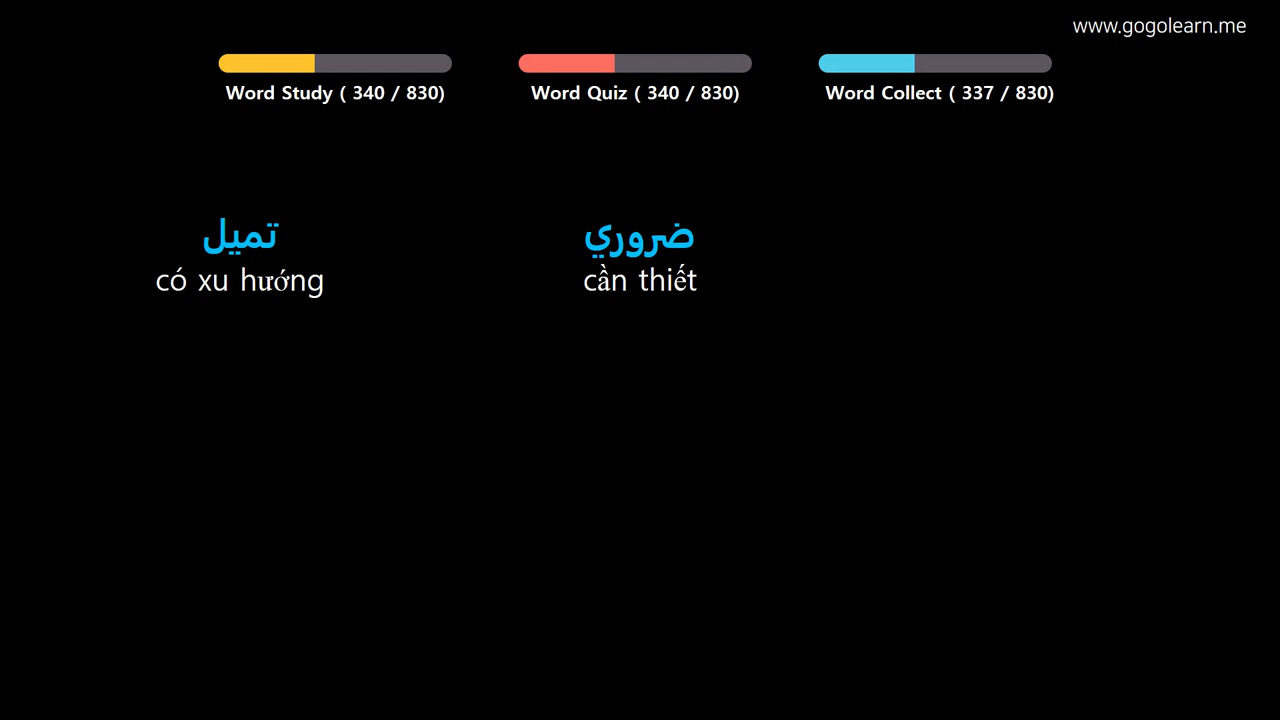 www.gogolearn.me
Word Study ( 340 / 830)
Word Quiz ( 340 / 830)
Word Collect ( 337 / 830)
تميل
có xu hướng
ضروري
cần thiết